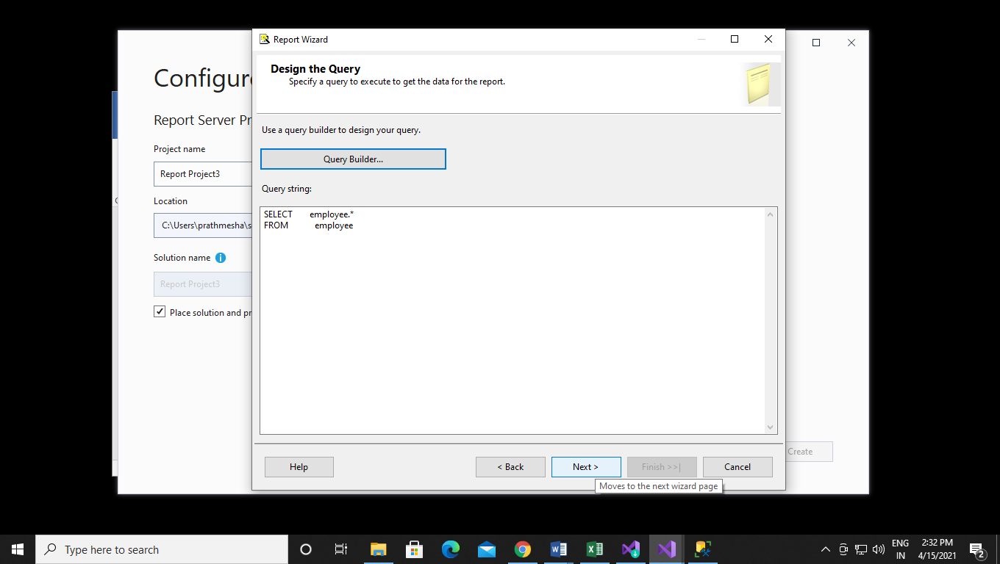 Report Wizard
Design the Query
Specify a query to execute to get the data for the report.
Use a query builder to design your query.
Query Builder...
Query string:
SELECT employee.*
FROM employee
Help
< Back
Next >
Finish >>|
Cancel
Moves to the next wizard page
Configure
Report Server Pr
Project name
Report Project3
Location
C:\Users\prathmesha\s
Solution name
Report Project3
Place solution and pr
Create
Type here to search
ENG
IN
2:32 PM
4/15/2021
2